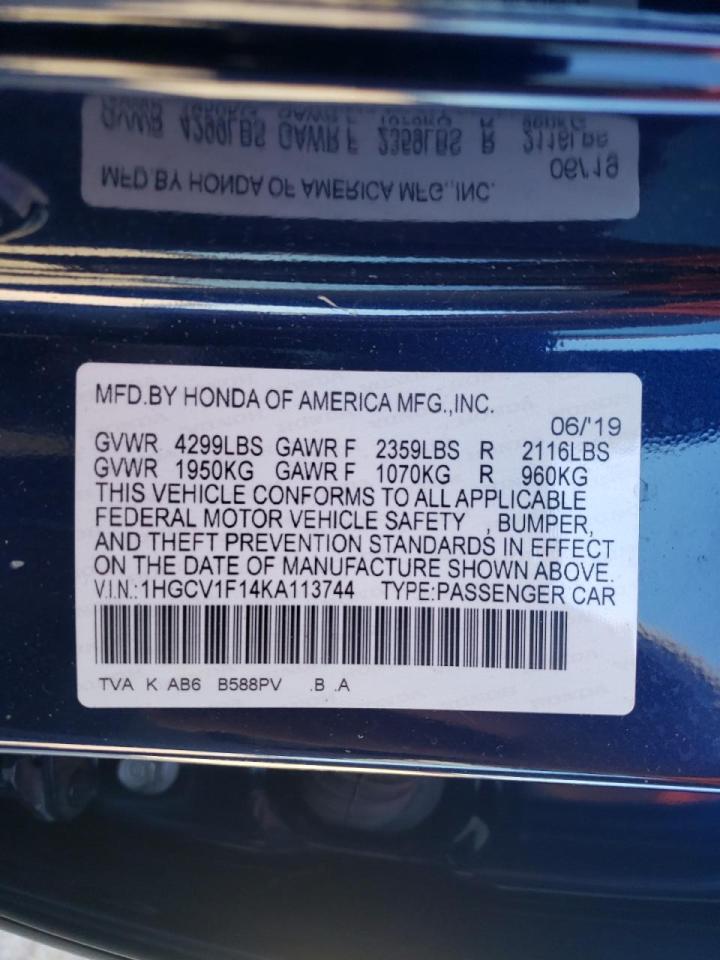 MFD.BY HONDA OF AMERICA MFG.,INC.
06/'19
GVWR 4299LBS GAWR F 2359LBS R 2116LBS
GVWR 1950KG GAWR F 1070KG R 960KG
THIS VEHICLE CONFORMS TO ALL APPLICABLE
FEDERAL MOTOR VEHICLE SAFETY , BUMPER,
AND THEFT PREVENTION STANDARDS IN EFFECT
ON THE DATE OF MANUFACTURE SHOWN ABOVE.
V.I.N.:1HGCV1F14KA113744 TYPE:PASSENGER CAR
TVA K AB6 B588PV .B .A